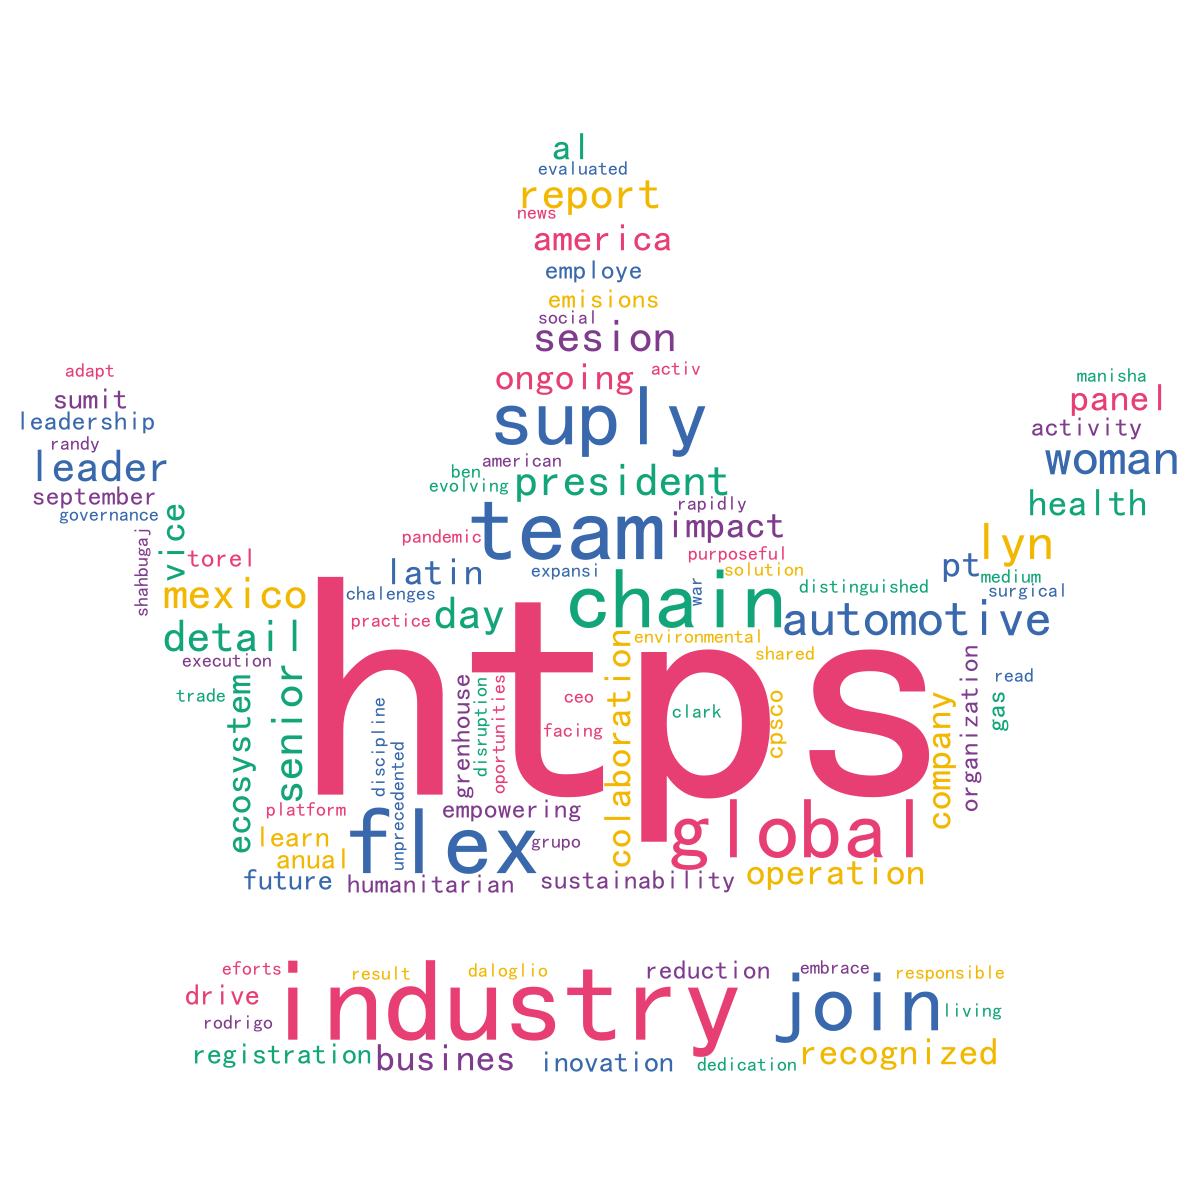 al
evaluated
report
news
america
employe
emisions
social
sesion
ongoing
activ
adapt
manisha
sumit
panel
leadership
suply
activity
randy
leader
ben
american
woman
september
evolving
president
governance
vice
rapidly
health
shahbugaj
pandemic
team
impact
lyn
torel
latin
expansi
purposeful
solution
pt
medium
mexico
chalenges
day
chain
war
distinguished
surgical
detail
practice
environmental
automotive
execution
shared
trade
ecosystem
senior
htps
discipline
unprecedented
grenhouse
disruption
oportunities
ceo
facing
colaboration
clark
cpsco
company
organization
gas
read
platform
empowering
learn
flex
grupo
global
anual
future
humanitarian
sustainability
operation
eforts
industry
result
daloglio
reduction
embrace
responsible
drive
join
living
rodrigo
registration
busines
inovation
dedication
recognized